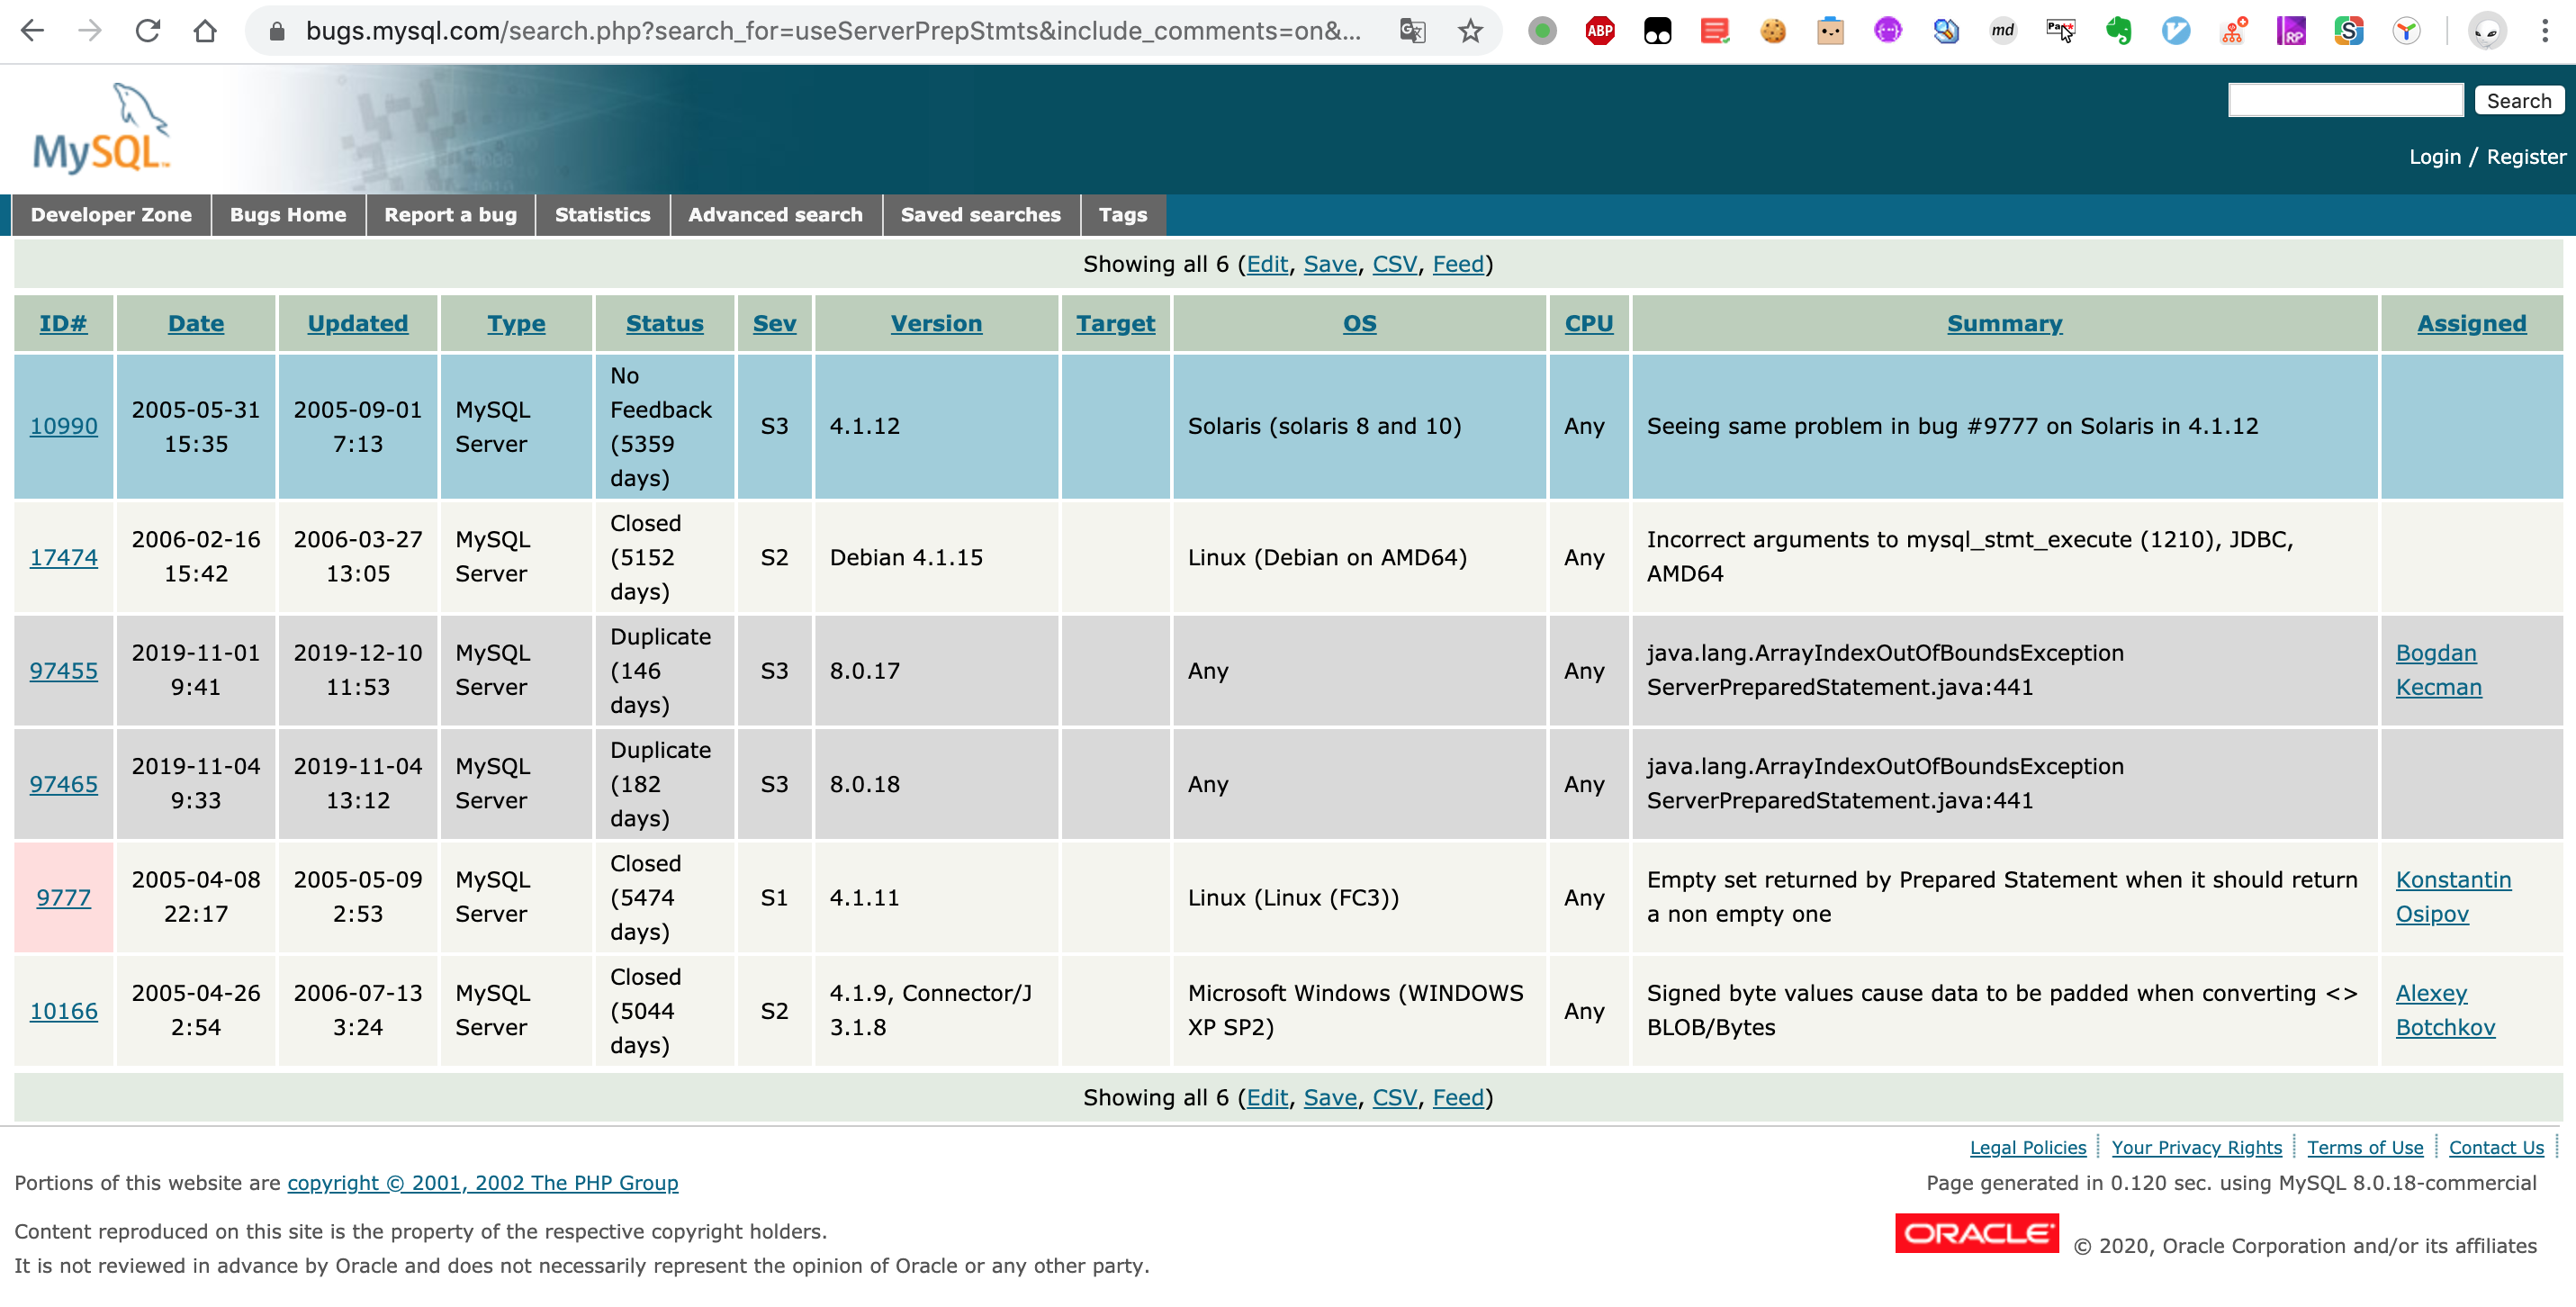 bugs.mysql.com/search.php?search_for=useServerPrepStmts&include_comments=on&...
ABP
md
RP
S
MySQL
Search
Login / Register
Developer Zone Bugs Home Report a bug Statistics Advanced search Saved searches Tags
Showing all 6 (Edit, Save, CSV, Feed)
ID# Date Updated Type Status Sev Version Target OS CPU Summary Assigned
10990 2005-05-31 15:35 2005-09-01 7:13 MySQL Server No Feedback (5359 days) S3 4.1.12 Solaris (solaris 8 and 10) Any Seeing same problem in bug #9777 on Solaris in 4.1.12
17474 2006-02-16 15:42 2006-03-27 13:05 MySQL Server Closed (5152 days) S2 Debian 4.1.15 Linux (Debian on AMD64) Any Incorrect arguments to mysql_stmt_execute (1210), JDBC, AMD64
97455 2019-11-01 9:41 2019-12-10 11:53 MySQL Server Duplicate (146 days) S3 8.0.17 Any Any java.lang.ArrayIndexOutOfBoundsException ServerPreparedStatement.java:441 Bogdan Kecman
97465 2019-11-04 9:33 2019-11-04 13:12 MySQL Server Duplicate (182 days) S3 8.0.18 Any Any java.lang.ArrayIndexOutOfBoundsException ServerPreparedStatement.java:441
9777 2005-04-08 22:17 2005-05-09 2:53 MySQL Server Closed (5474 days) S1 4.1.11 Linux (Linux (FC3)) Any Empty set returned by Prepared Statement when it should return a non empty one Konstantin Osipov
10166 2005-04-26 2:54 2006-07-13 3:24 MySQL Server Closed (5044 days) S2 4.1.9, Connector/J 3.1.8 Microsoft Windows (WINDOWS XP SP2) Any Signed byte values cause data to be padded when converting <> BLOB/Bytes Alexey Botchkov
Showing all 6 (Edit, Save, CSV, Feed)
Legal Policies Your Privacy Rights Terms of Use Contact Us
Portions of this website are copyright © 2001, 2002 The PHP Group
Page generated in 0.120 sec. using MySQL 8.0.18-commercial
Content reproduced on this site is the property of the respective copyright holders.
It is not reviewed in advance by Oracle and does not necessarily represent the opinion of Oracle or any other party.
ORACLE © 2020, Oracle Corporation and/or its affiliates